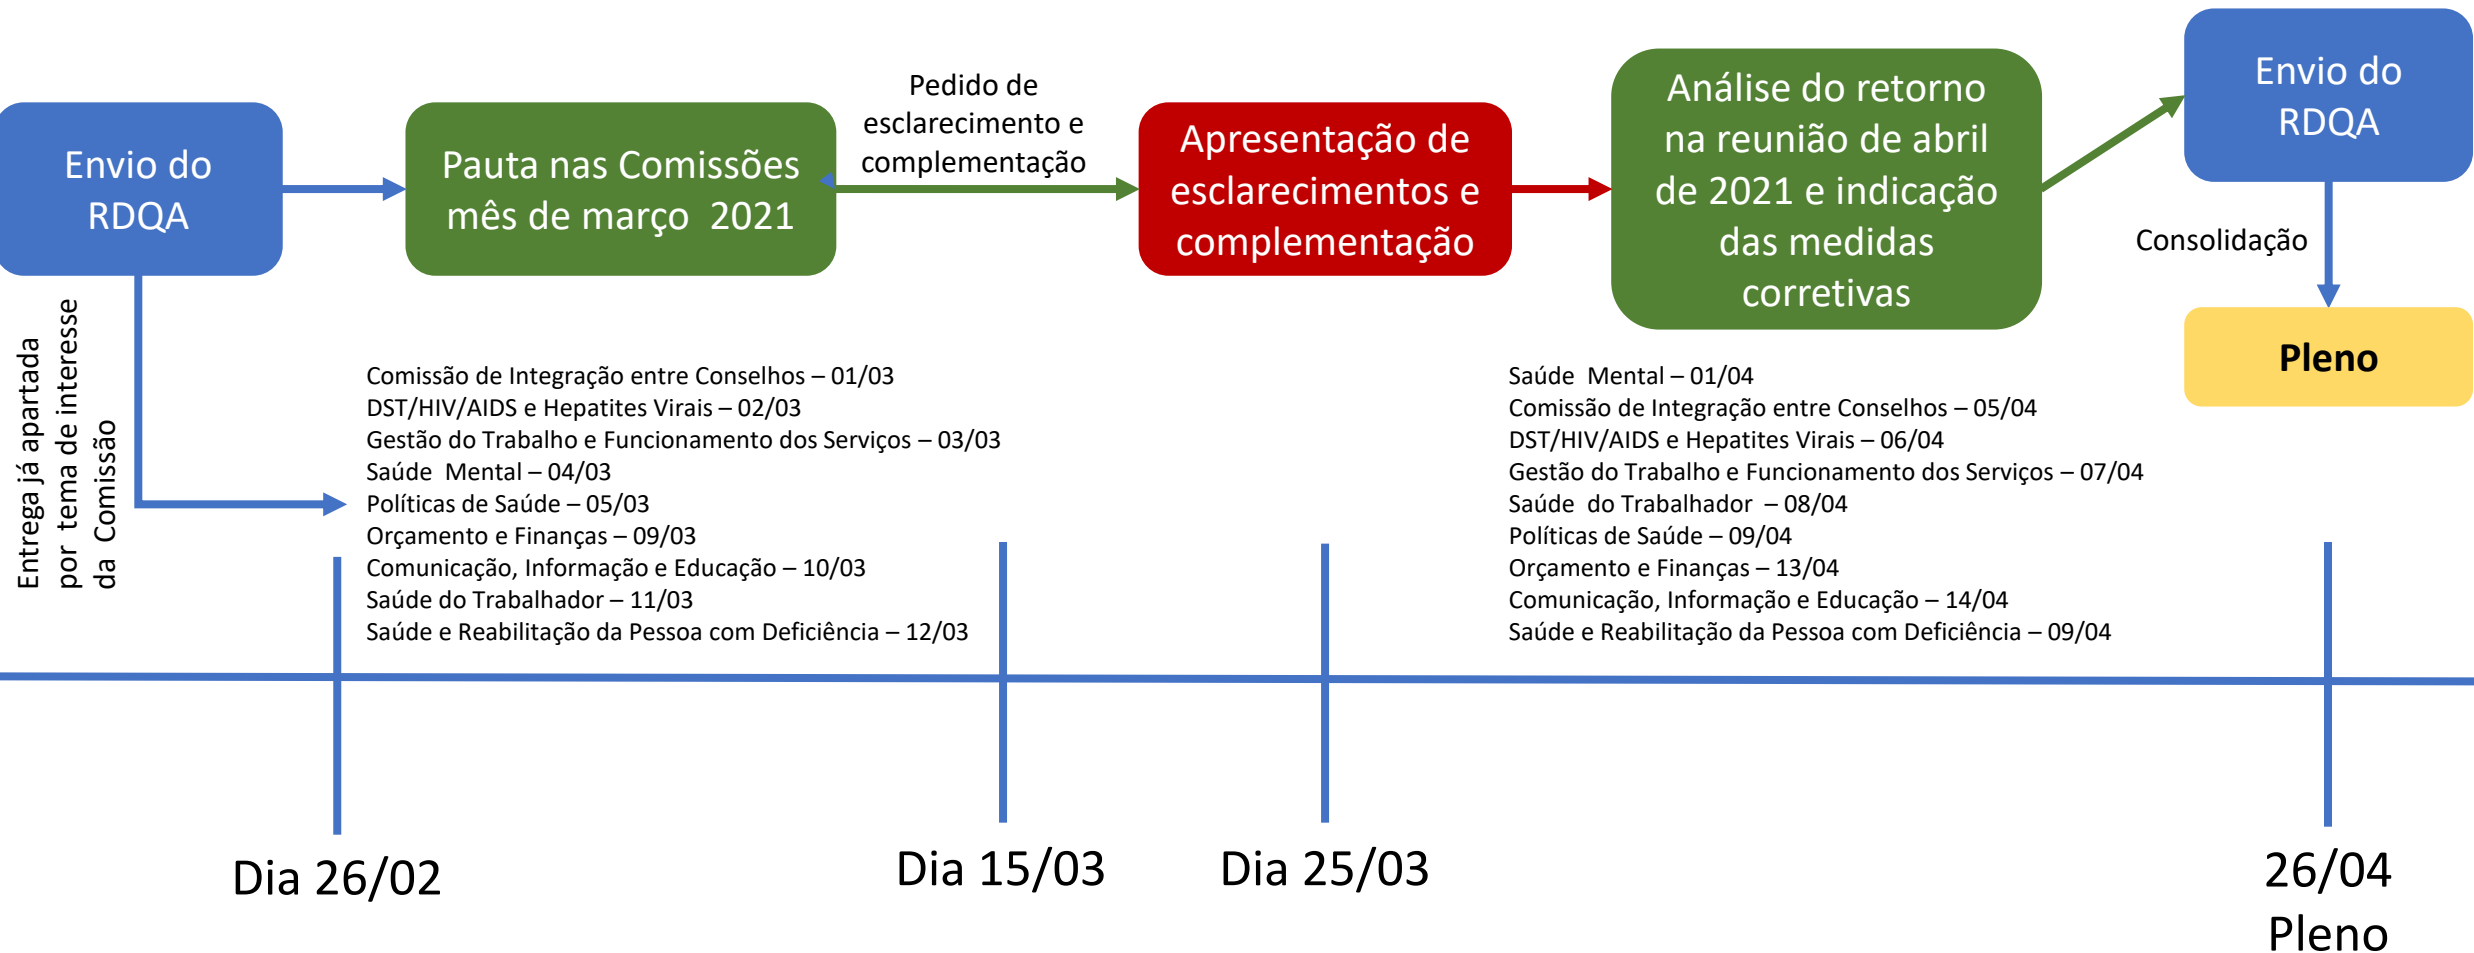 Envio do
RDQA
Pauta nas Comissões
mês de março 2021
Pedido de
esclarecimento e
complementação
Apresentação de
esclarecimentos e
complementação
Análise do retorno
na reunião de abril
de 2021 e indicação
das medidas
corretivas
Envio do
RDQA
Consolidação
Pleno
Entrega já apartada
por tema de interesse
da Comissão
Comissão de Integração entre Conselhos – 01/03
DST/HIV/AIDS e Hepatites Virais – 02/03
Gestão do Trabalho e Funcionamento dos Serviços – 03/03
Saúde Mental – 04/03
Políticas de Saúde – 05/03
Orçamento e Finanças – 09/03
Comunicação, Informação e Educação – 10/03
Saúde do Trabalhador – 11/03
Saúde e Reabilitação da Pessoa com Deficiência – 12/03
Saúde Mental – 01/04
Comissão de Integração entre Conselhos – 05/04
DST/HIV/AIDS e Hepatites Virais – 06/04
Gestão do Trabalho e Funcionamento dos Serviços – 07/04
Saúde do Trabalhador – 08/04
Políticas de Saúde – 09/04
Orçamento e Finanças – 13/04
Comunicação, Informação e Educação – 14/04
Saúde e Reabilitação da Pessoa com Deficiência – 09/04
Dia 26/02
Dia 15/03
Dia 25/03
26/04
Pleno